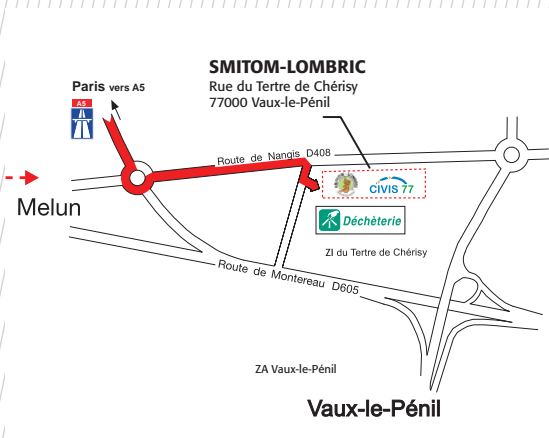 SMITOM-LOMBRIC
Rue du Tertre de Chérisy
77000 Vaux-le-Pénil
Paris vers A5
A5
Route de Nangis D408
CIVIS 77
Melun
Déchèterie
ZI du Tertre de Chérisy
Route de Montereau D605
ZA Vaux-le-Pénil
Vaux-le-Pénil